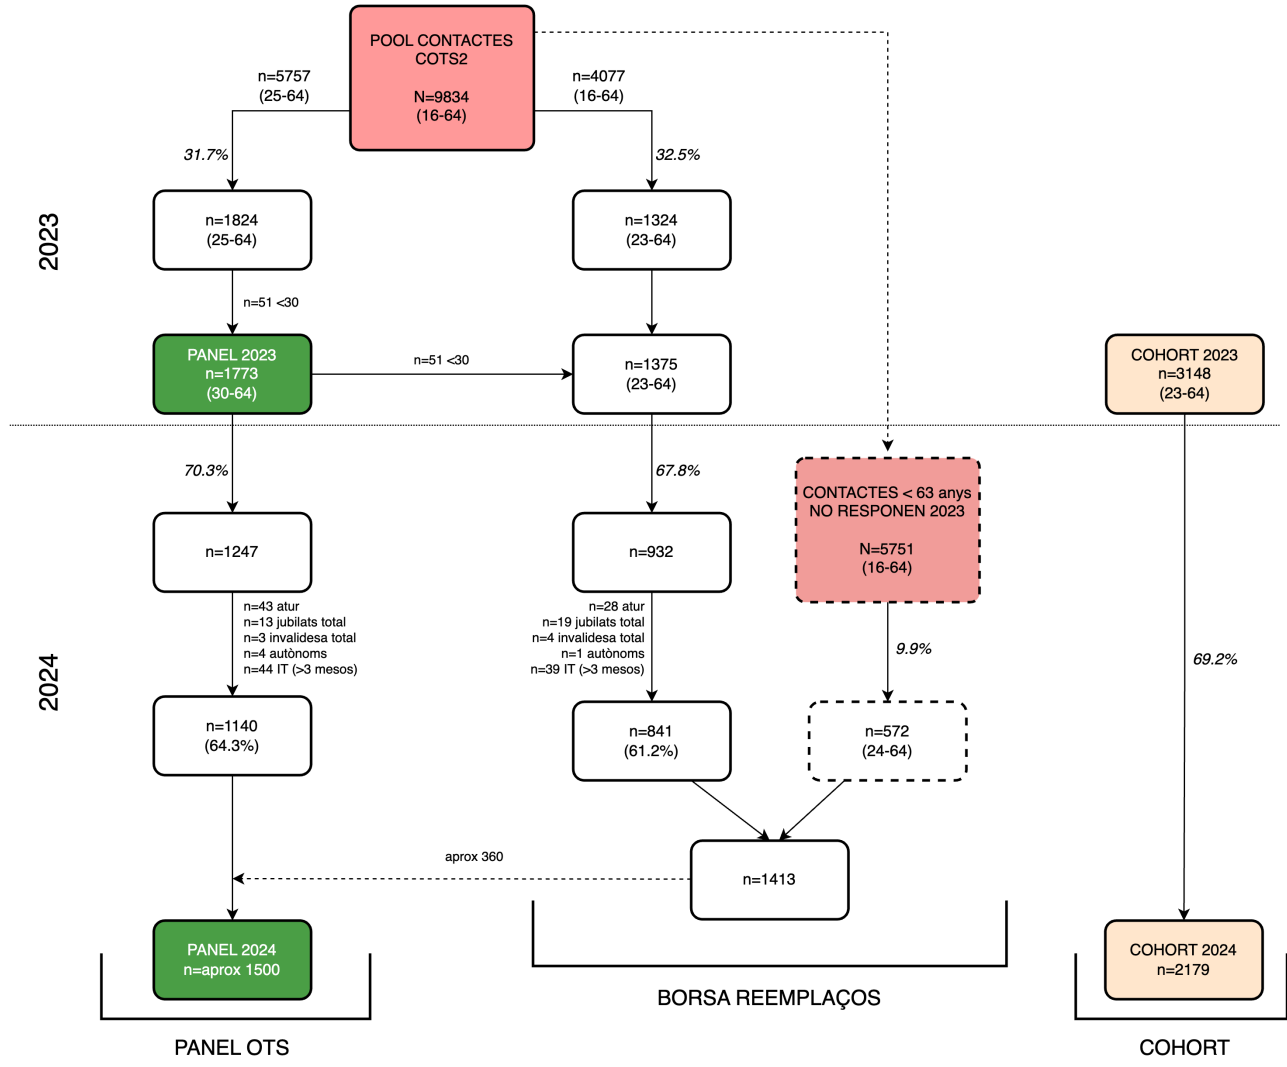 POOL CONTACTES
COTS2
N=9834
(16-64)
n=5757
(25-64)
n=4077
(16-64)
31.7%
32.5%
2023
n=1824
(25-64)
n=1324
(23-64)
n=51 <30
PANEL 2023
n=1773
(30-64)
n=51 <30
n=1375
(23-64)
COHORT 2023
n=3148
(23-64)
70.3%
67.8%
CONTACTES < 63 anys
NO RESPONEN 2023
N=5751
(16-64)
2024
n=1247
n=932
n=43 atur
n=13 jubilats total
n=3 invalidesa total
n=4 autònoms
n=44 IT (>3 mesos)
n=28 atur
n=19 jubilats total
n=4 invalidesa total
n=1 autònoms
n=39 IT (>3 mesos)
9.9%
69.2%
n=1140
(64.3%)
n=841
(61.2%)
n=572
(24-64)
aprox 360
n=1413
PANEL 2024
n=aprox 1500
COHORT 2024
n=2179
BORSA REEMPLAÇOS
PANEL OTS
COHORT